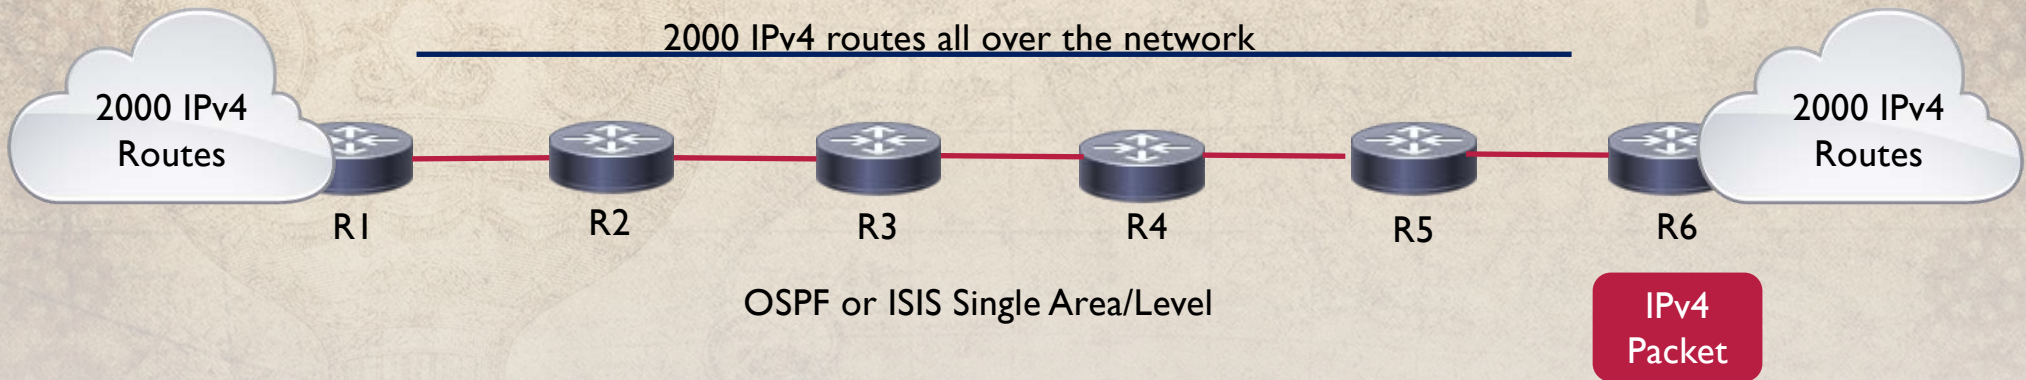 2000 IPv4 routes all over the network
2000 IPv4
Routes
2000 IPv4
Routes
R1
R2
R3
R4
R5
R6
OSPF or ISIS Single Area/Level
IPv4
Packet